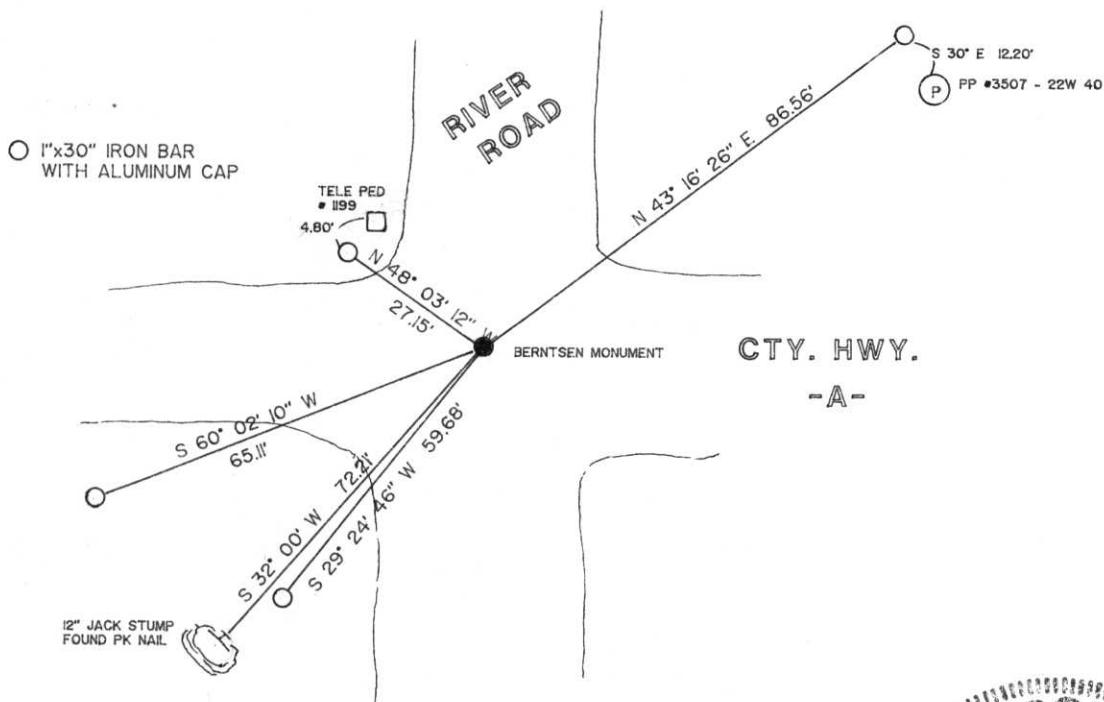 RIVER
ROAD
S 30° E 12.20'
PP #3507 - 22W 40
N 43° 16' 26" E 86.56'
1"x30" IRON BAR
WITH ALUMINUM CAP
TELE PED
# 1199
4.80'
N 48° 03' 12" W
27.15'
BERNTSEN MONUMENT
CTY. HWY.
-A-
S 60° 02' 10" W
65.11'
S 32° 00' W 72.21'
S 29° 24' 46" W 59.68'
12" JACK STUMP
FOUND PK NAIL
P